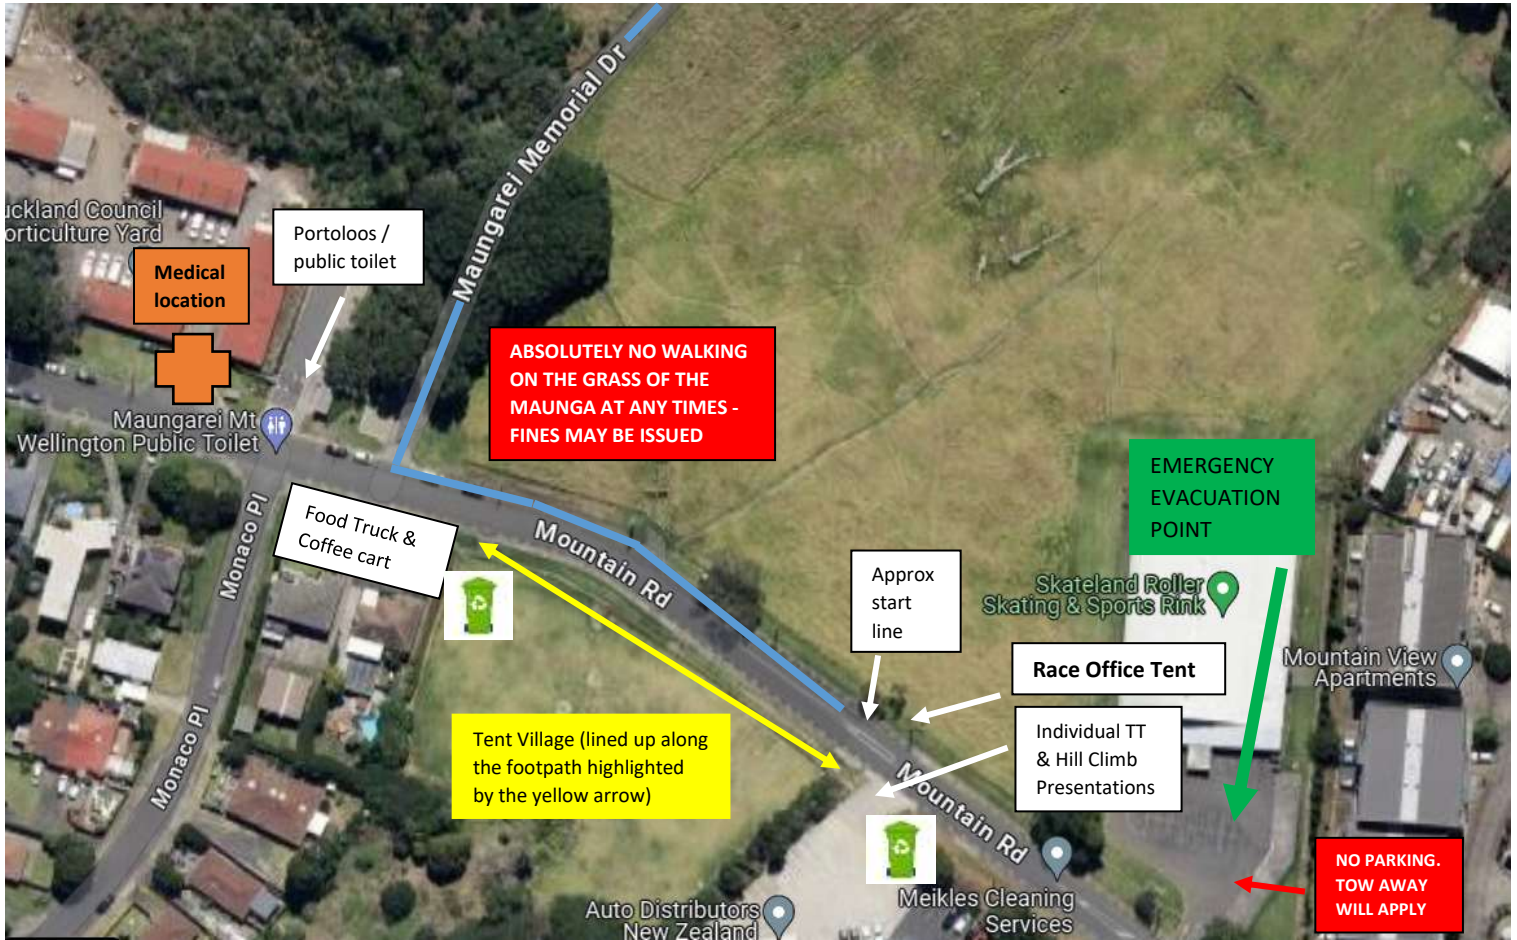 Maungarei Memorial Dr
uckland Council
orticulture Yard
Portoloos /
public toilet
Medical
location
ABSOLUTELY NO WALKING
ON THE GRASS OF THE
MAUNGA AT ANY TIMES -
FINES MAY BE ISSUED
Maungarei Mt
Wellington Public Toilet
EMERGENCY
EVACUATION
POINT
Food Truck &
Coffee cart
Monaco Pl
Mountain Rd
Approx
start
line
Skateland Roller
Skating & Sports Rink
Race Office Tent
Mountain View
Apartments
Individual TT
& Hill Climb
Presentations
Tent Village (lined up along
the footpath highlighted
by the yellow arrow)
Monaco Pl
Mountain Rd
NO PARKING.
TOW AWAY
WILL APPLY
Meikles Cleaning
Services
Auto Distributors
New Zealand